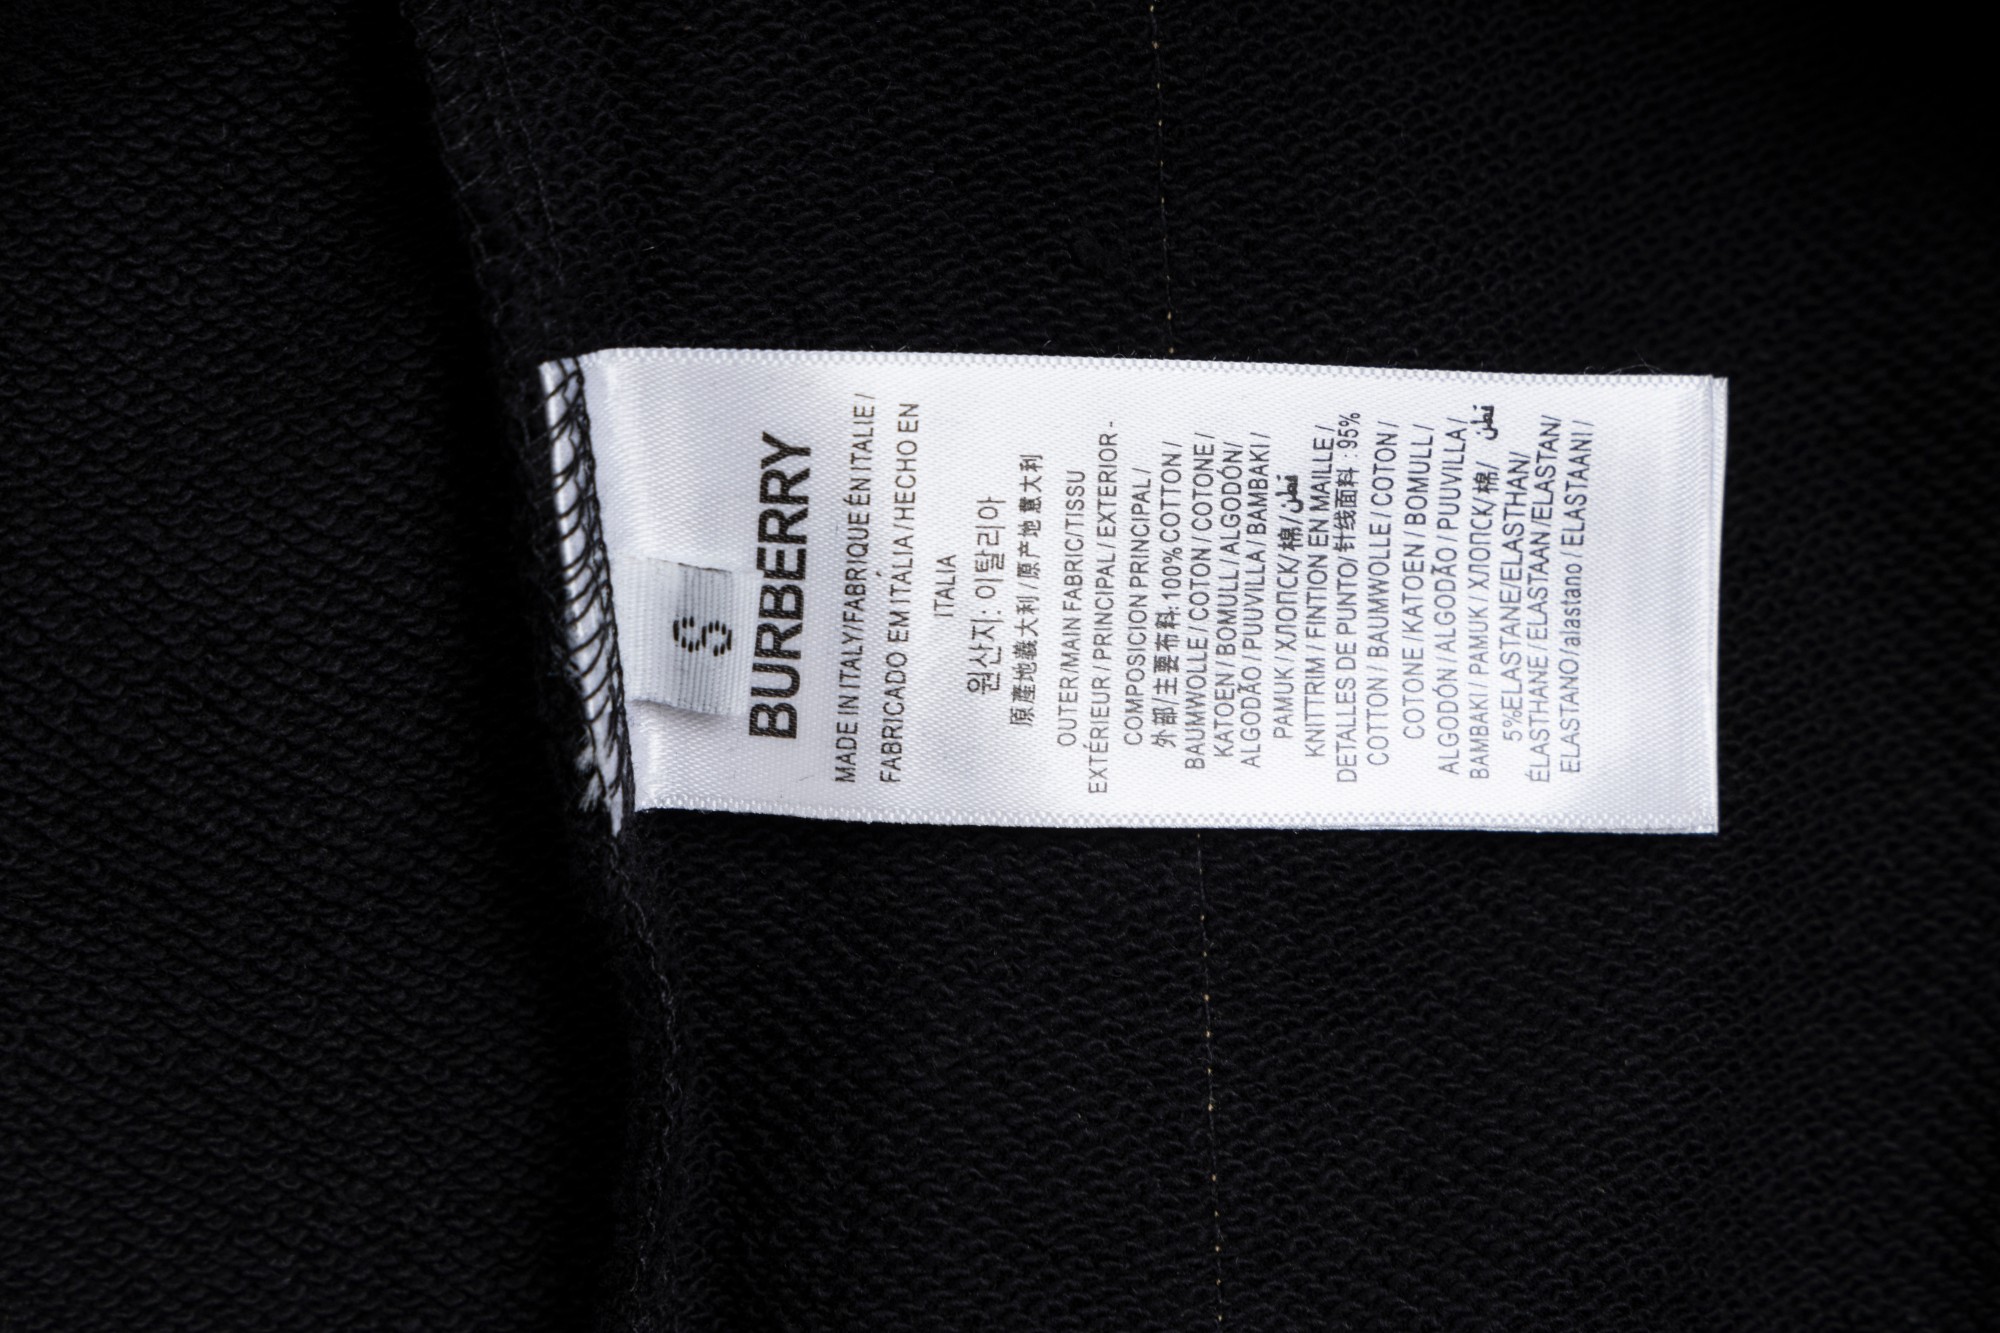 S
BURBERRY
MADE IN ITALY/FABRIQUÉ EN ITALIE/
FABRICADO EM ITÁLIA/HECHO EN
ITALIA
원산지: 이탈리아
原產地義大利/原产地意大利
OUTER/MAIN FABRIC/TISSU
EXTÉRIEUR/PRINCIPAL/EXTERIOR-
COMPOSICION PRINCIPAL/
外部/主要布料:100%COTTON/
BAUMWOLLE/COTON/COTONE/
KATOEN/BOMULL/ALGODÓN/
ALGODÃO/PUUVILLA/BAMBAKI/
PAMUK/ХЛОПСК/棉/قطن
KNITTRIM/FINTION EN MAILLE/
DETALLES DE PUNTO/针线面料:95%
COTTON/BAUMWOLLE/COTON/
COTONE/KATOEN/BOMULL/
ALGODÓN/ALGODÃO/PUUVILLA/
BAMBAKI/PAMUK/ХЛОПСК/棉/قطن
5%ELASTANE/ELASTHAN/
ÉLASTHANE/ELASTAAN/ELASTAN/
ELASTANO/alastano/ELASTAANI/